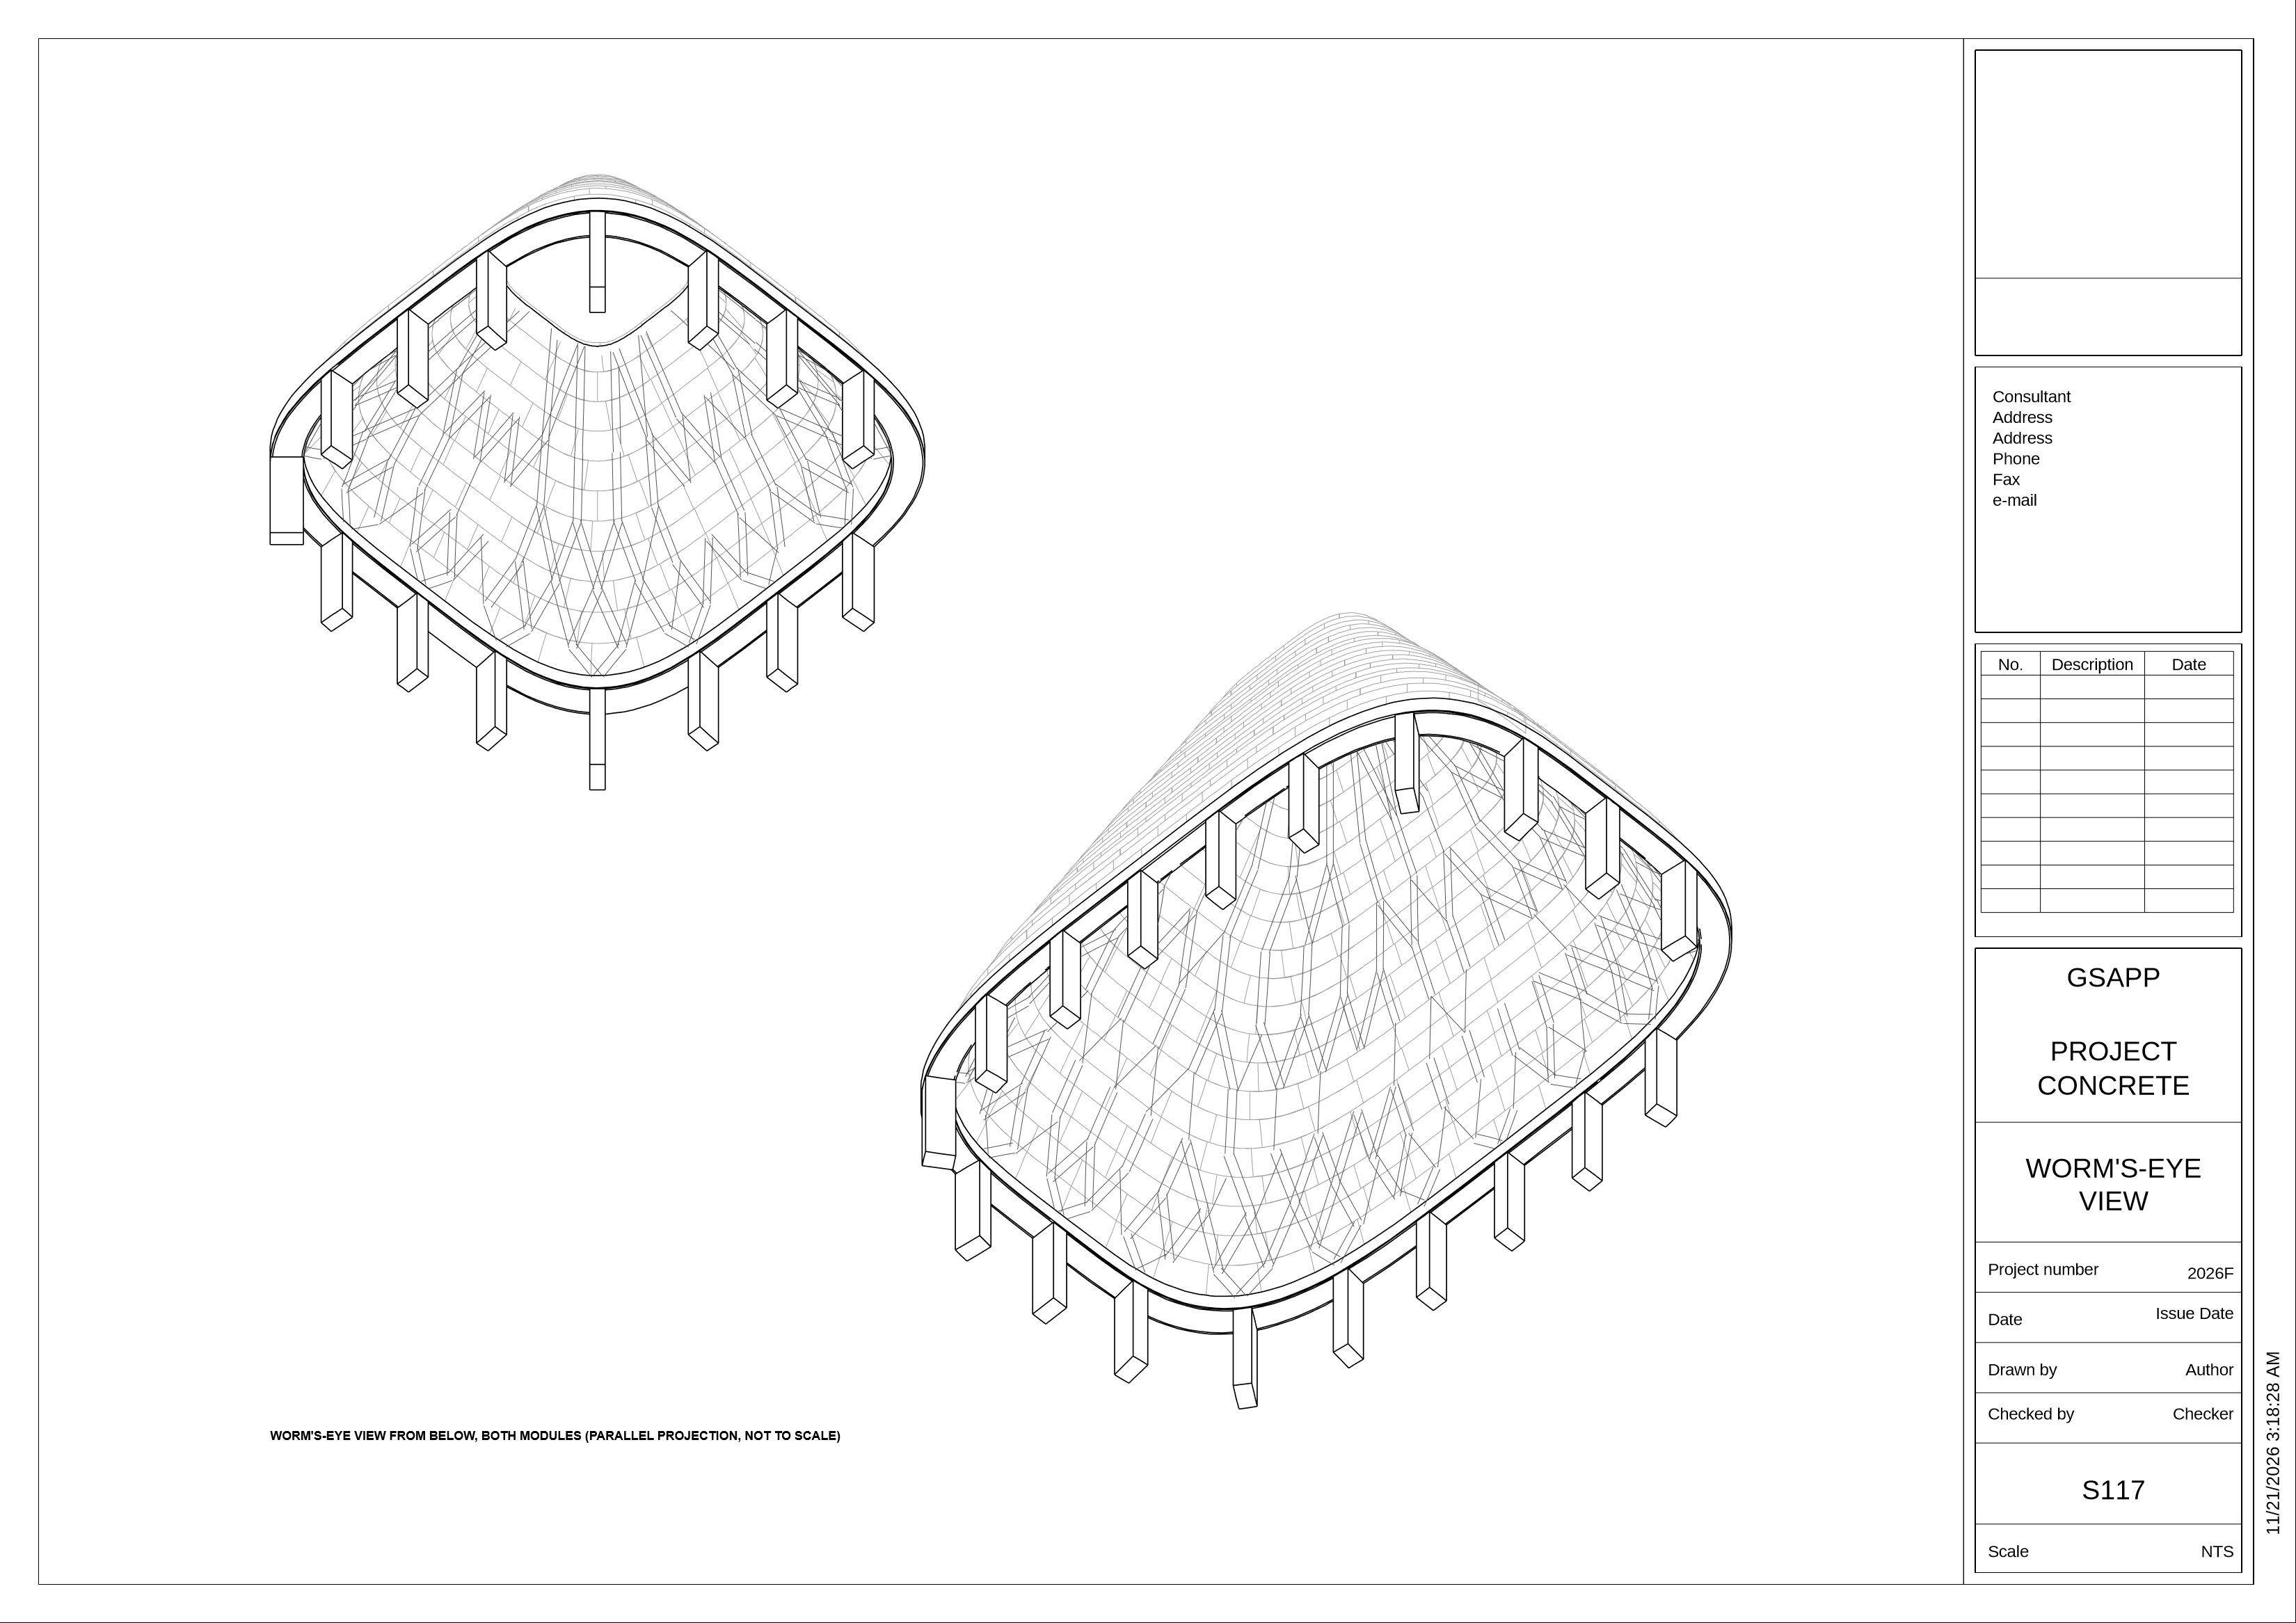 WORM'S-EYE VIEW FROM BELOW, BOTH MODULES (PARALLEL PROJECTION, NOT TO SCALE)
Consultant
Address
Address
Phone
Fax
e-mail
No. Description Date
GSAPP
PROJECT
CONCRETE
WORM'S-EYE
VIEW
Project number 2026F
Date Issue Date
Drawn by Author
Checked by Checker
S117
Scale NTS
11/21/2026 3:18:28 AM